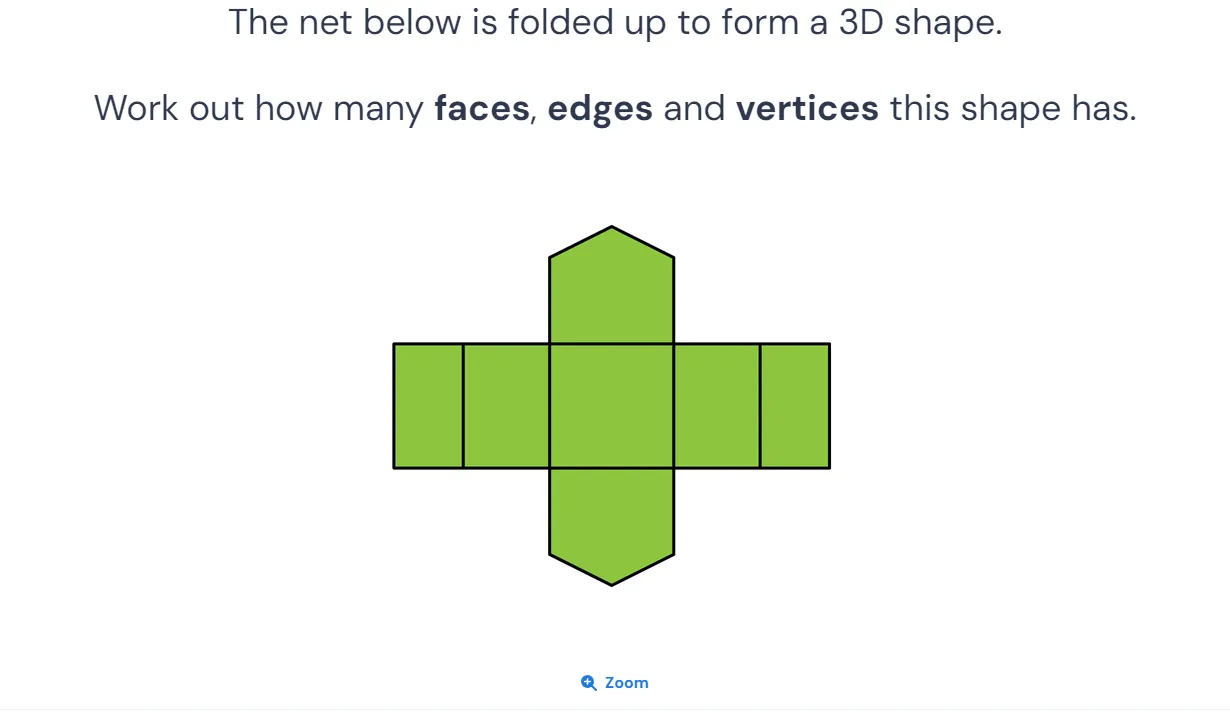 The net below is folded up to form a 3D shape.
Work out how many faces, edges and vertices this shape has.
Zoom